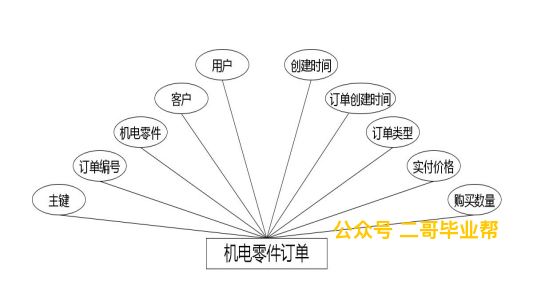 用户
创建时间
客户
订单创建时间
机电零件
订单类型
订单编号
实付价格
主键
购买数量
公众号 二哥毕业帮
机电零件订单